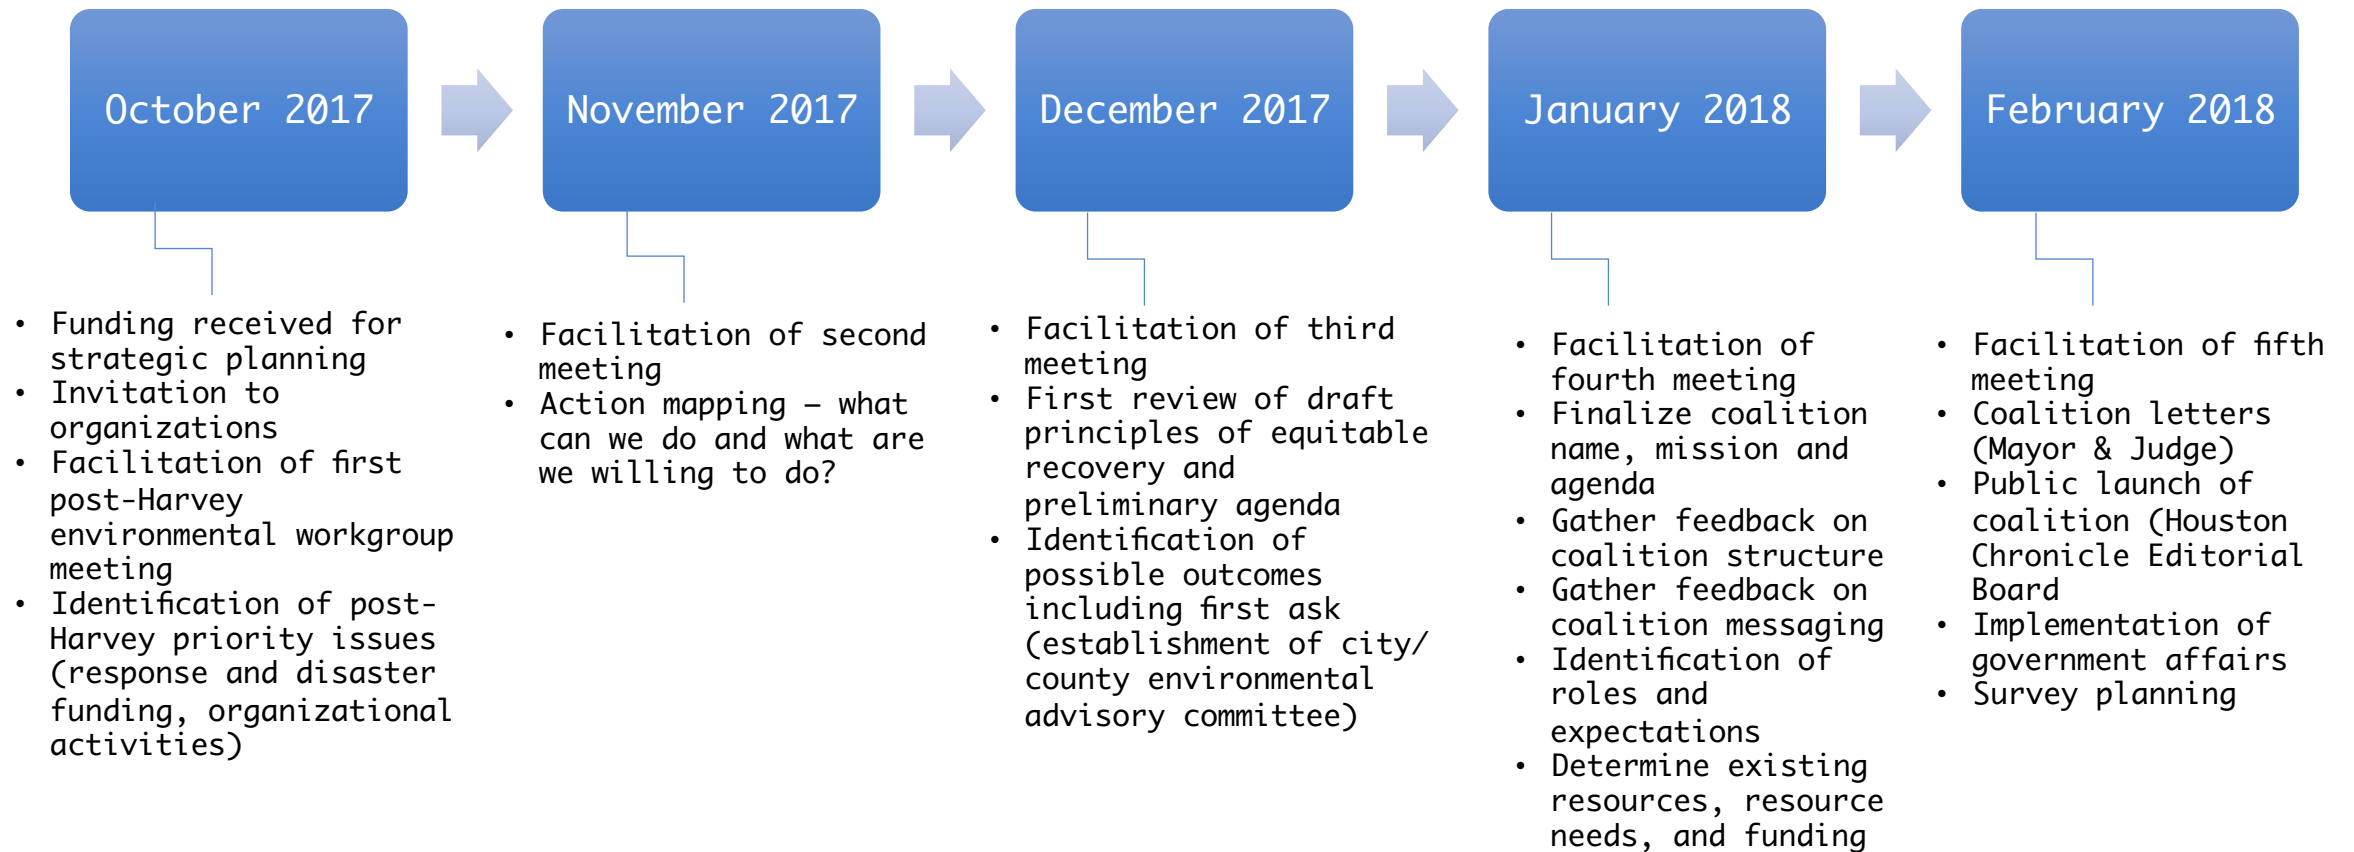 October 2017
November 2017
December 2017
January 2018
February 2018
• Funding received for
strategic planning
• Invitation to
organizations
• Facilitation of first
post-Harvey
environmental workgroup
meeting
• Identification of post-
Harvey priority issues
(response and disaster
funding, organizational
activities)
• Facilitation of second
meeting
• Action mapping – what
can we do and what are
we willing to do?
• Facilitation of third
meeting
• First review of draft
principles of equitable
recovery and
preliminary agenda
• Identification of
possible outcomes
including first ask
(establishment of city/
county environmental
advisory committee)
• Facilitation of
fourth meeting
• Finalize coalition
name, mission and
agenda
• Gather feedback on
coalition structure
• Gather feedback on
coalition messaging
• Identification of
roles and
expectations
• Determine existing
resources, resource
needs, and funding
• Facilitation of fifth
meeting
• Coalition letters
(Mayor & Judge)
• Public launch of
coalition (Houston
Chronicle Editorial
Board
• Implementation of
government affairs
• Survey planning